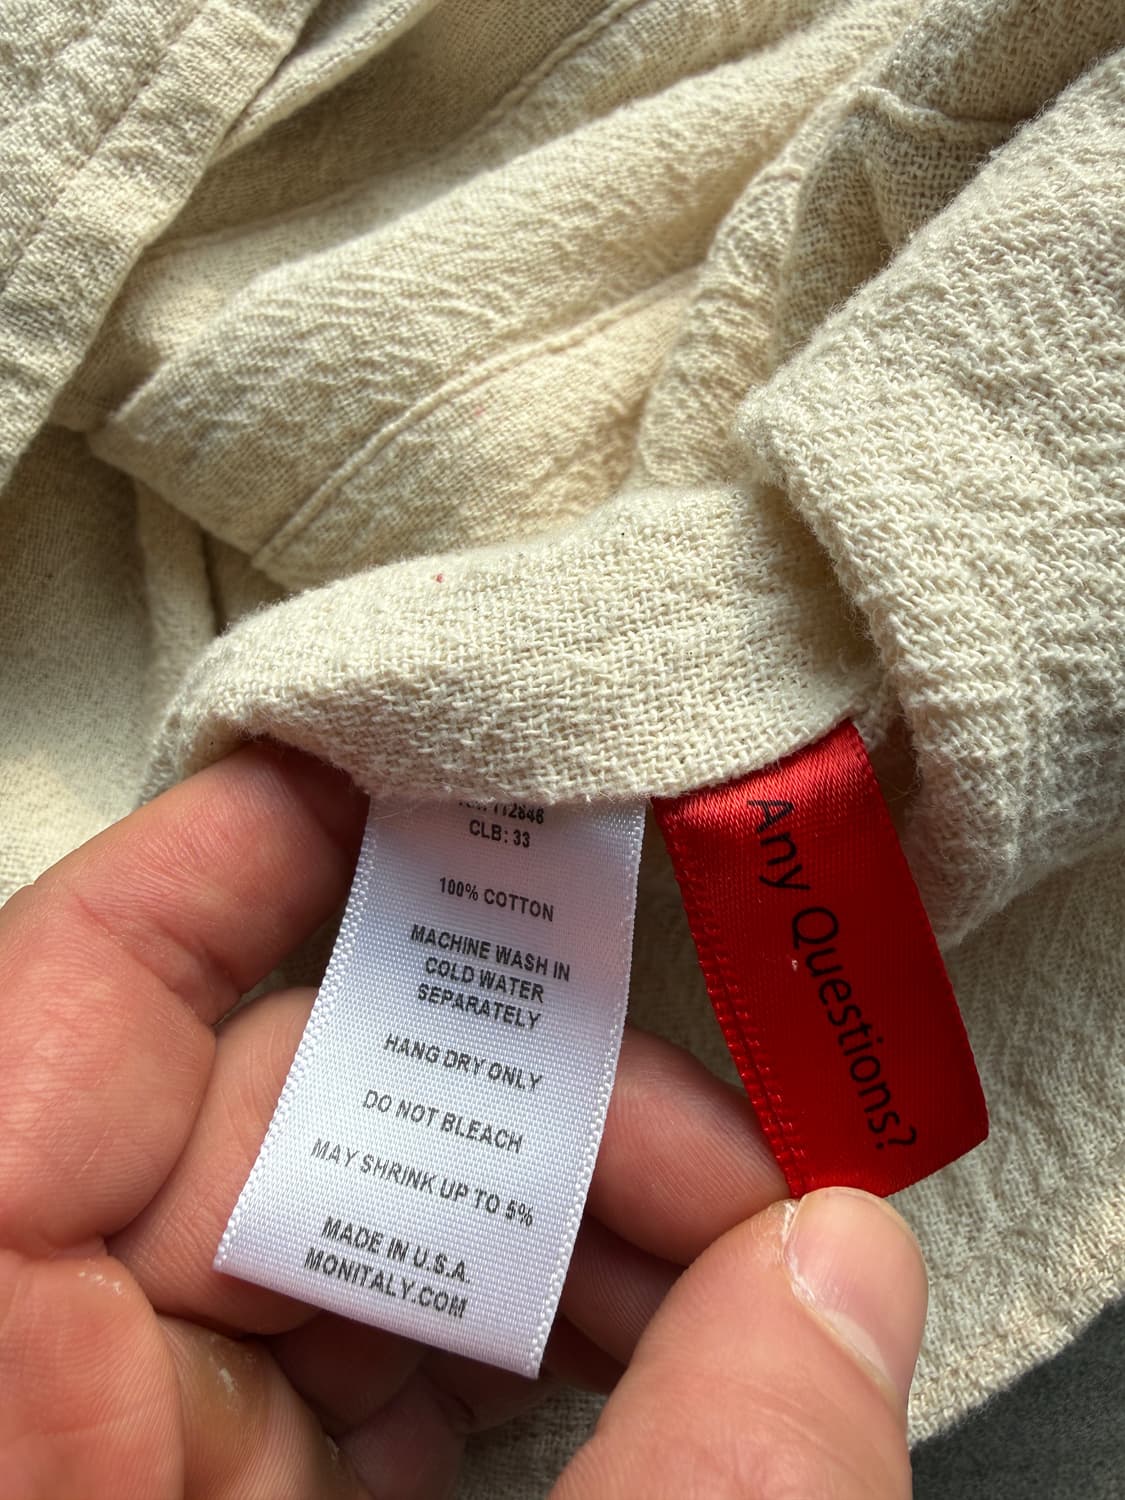 112846
CLB: 33
100% COTTON
MACHINE WASH IN
COLD WATER
SEPARATELY
HANG DRY ONLY
DO NOT BLEACH
MAY SHRINK UP TO 5%
MADE IN U.S.A.
MONITALY.COM
Any Questions?